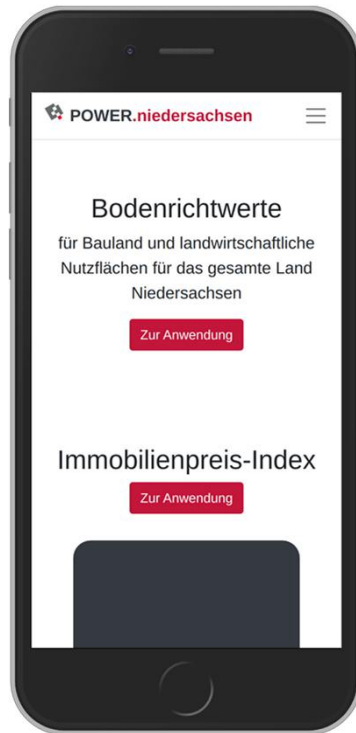 POWER.niedersachsen
Bodenrichtwerte
für Bauland und landwirtschaftliche
Nutzflächen für das gesamte Land
Niedersachsen
Zur Anwendung
Immobilienpreis-Index
Zur Anwendung